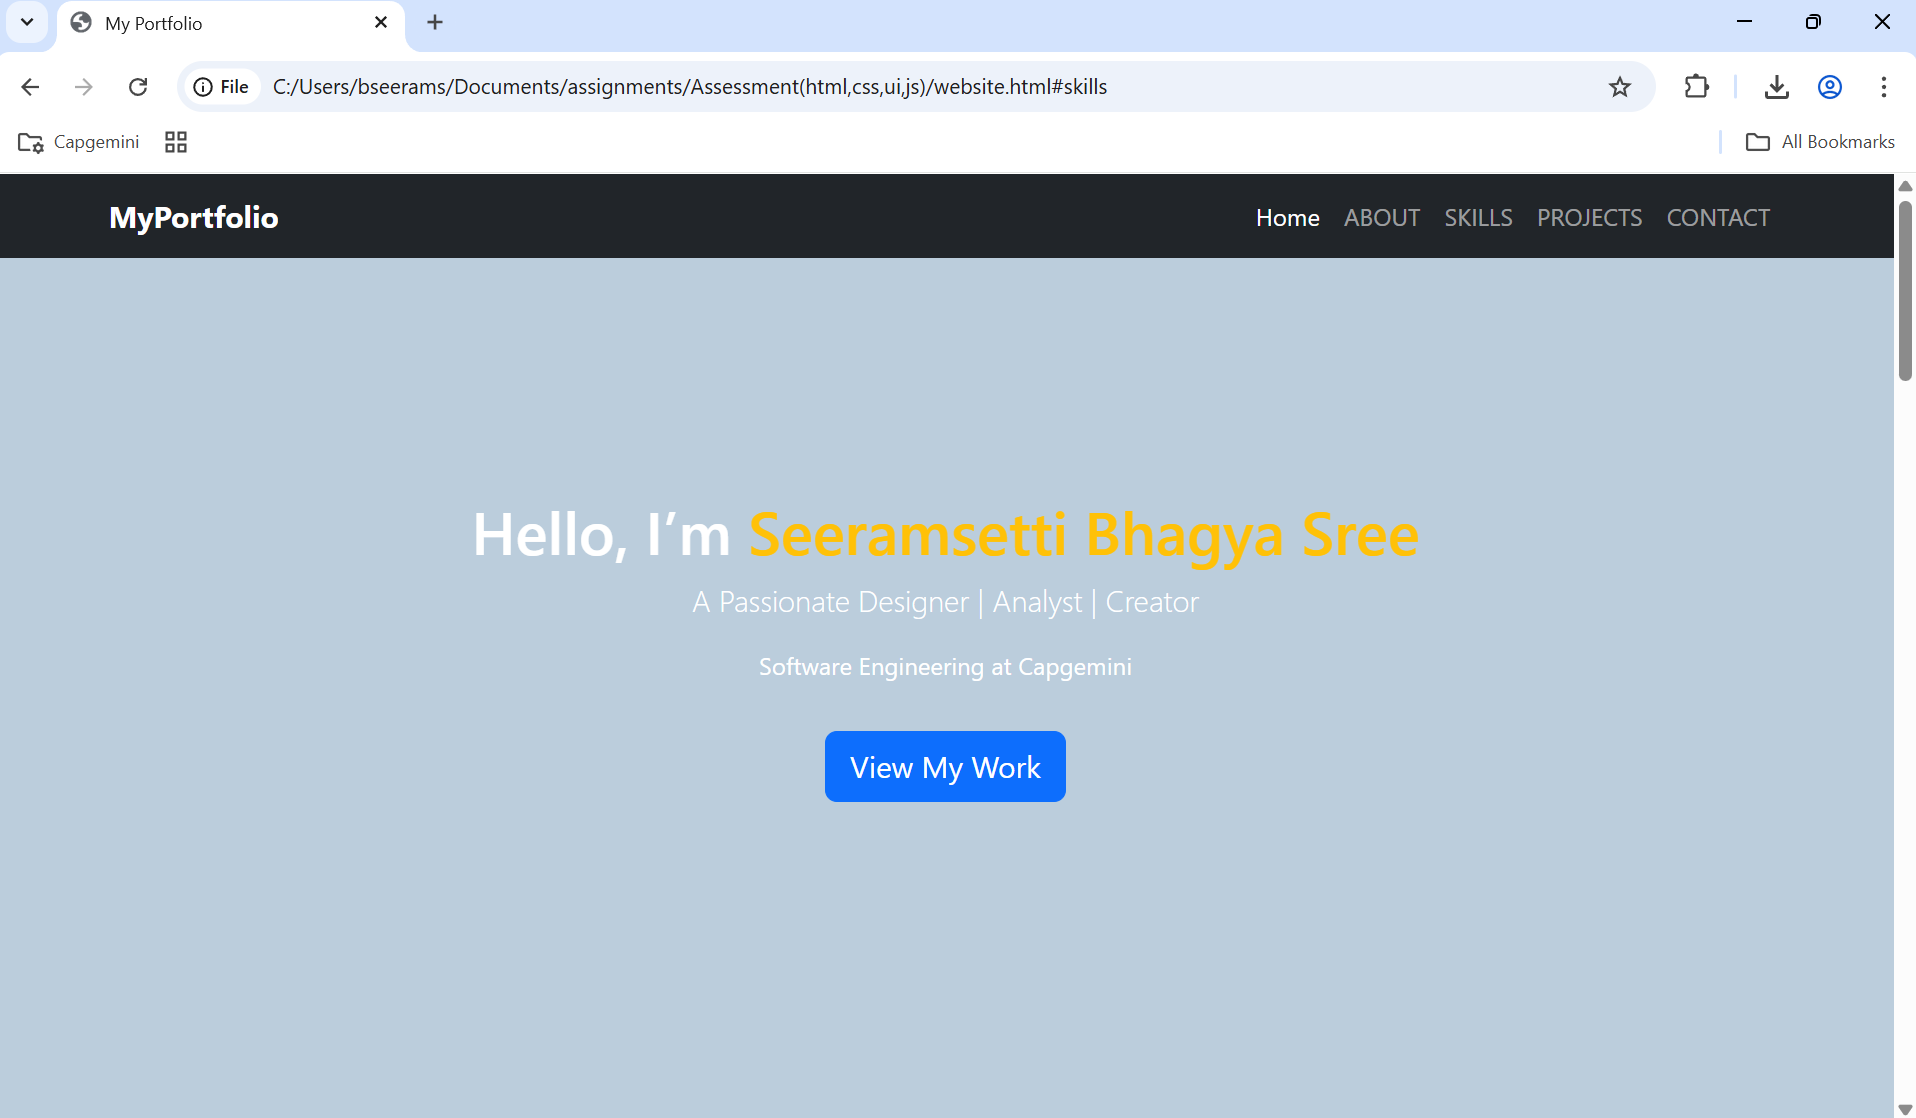 My Portfolio
File C:/Users/bseerams/Documents/assignments/Assessment(html,css,ui,js)/website.html#skills
Capgemini All Bookmarks
MyPortfolio Home ABOUT SKILLS PROJECTS CONTACT
Hello, I’m Seeramsetti Bhagya Sree
A Passionate Designer | Analyst | Creator
Software Engineering at Capgemini
View My Work